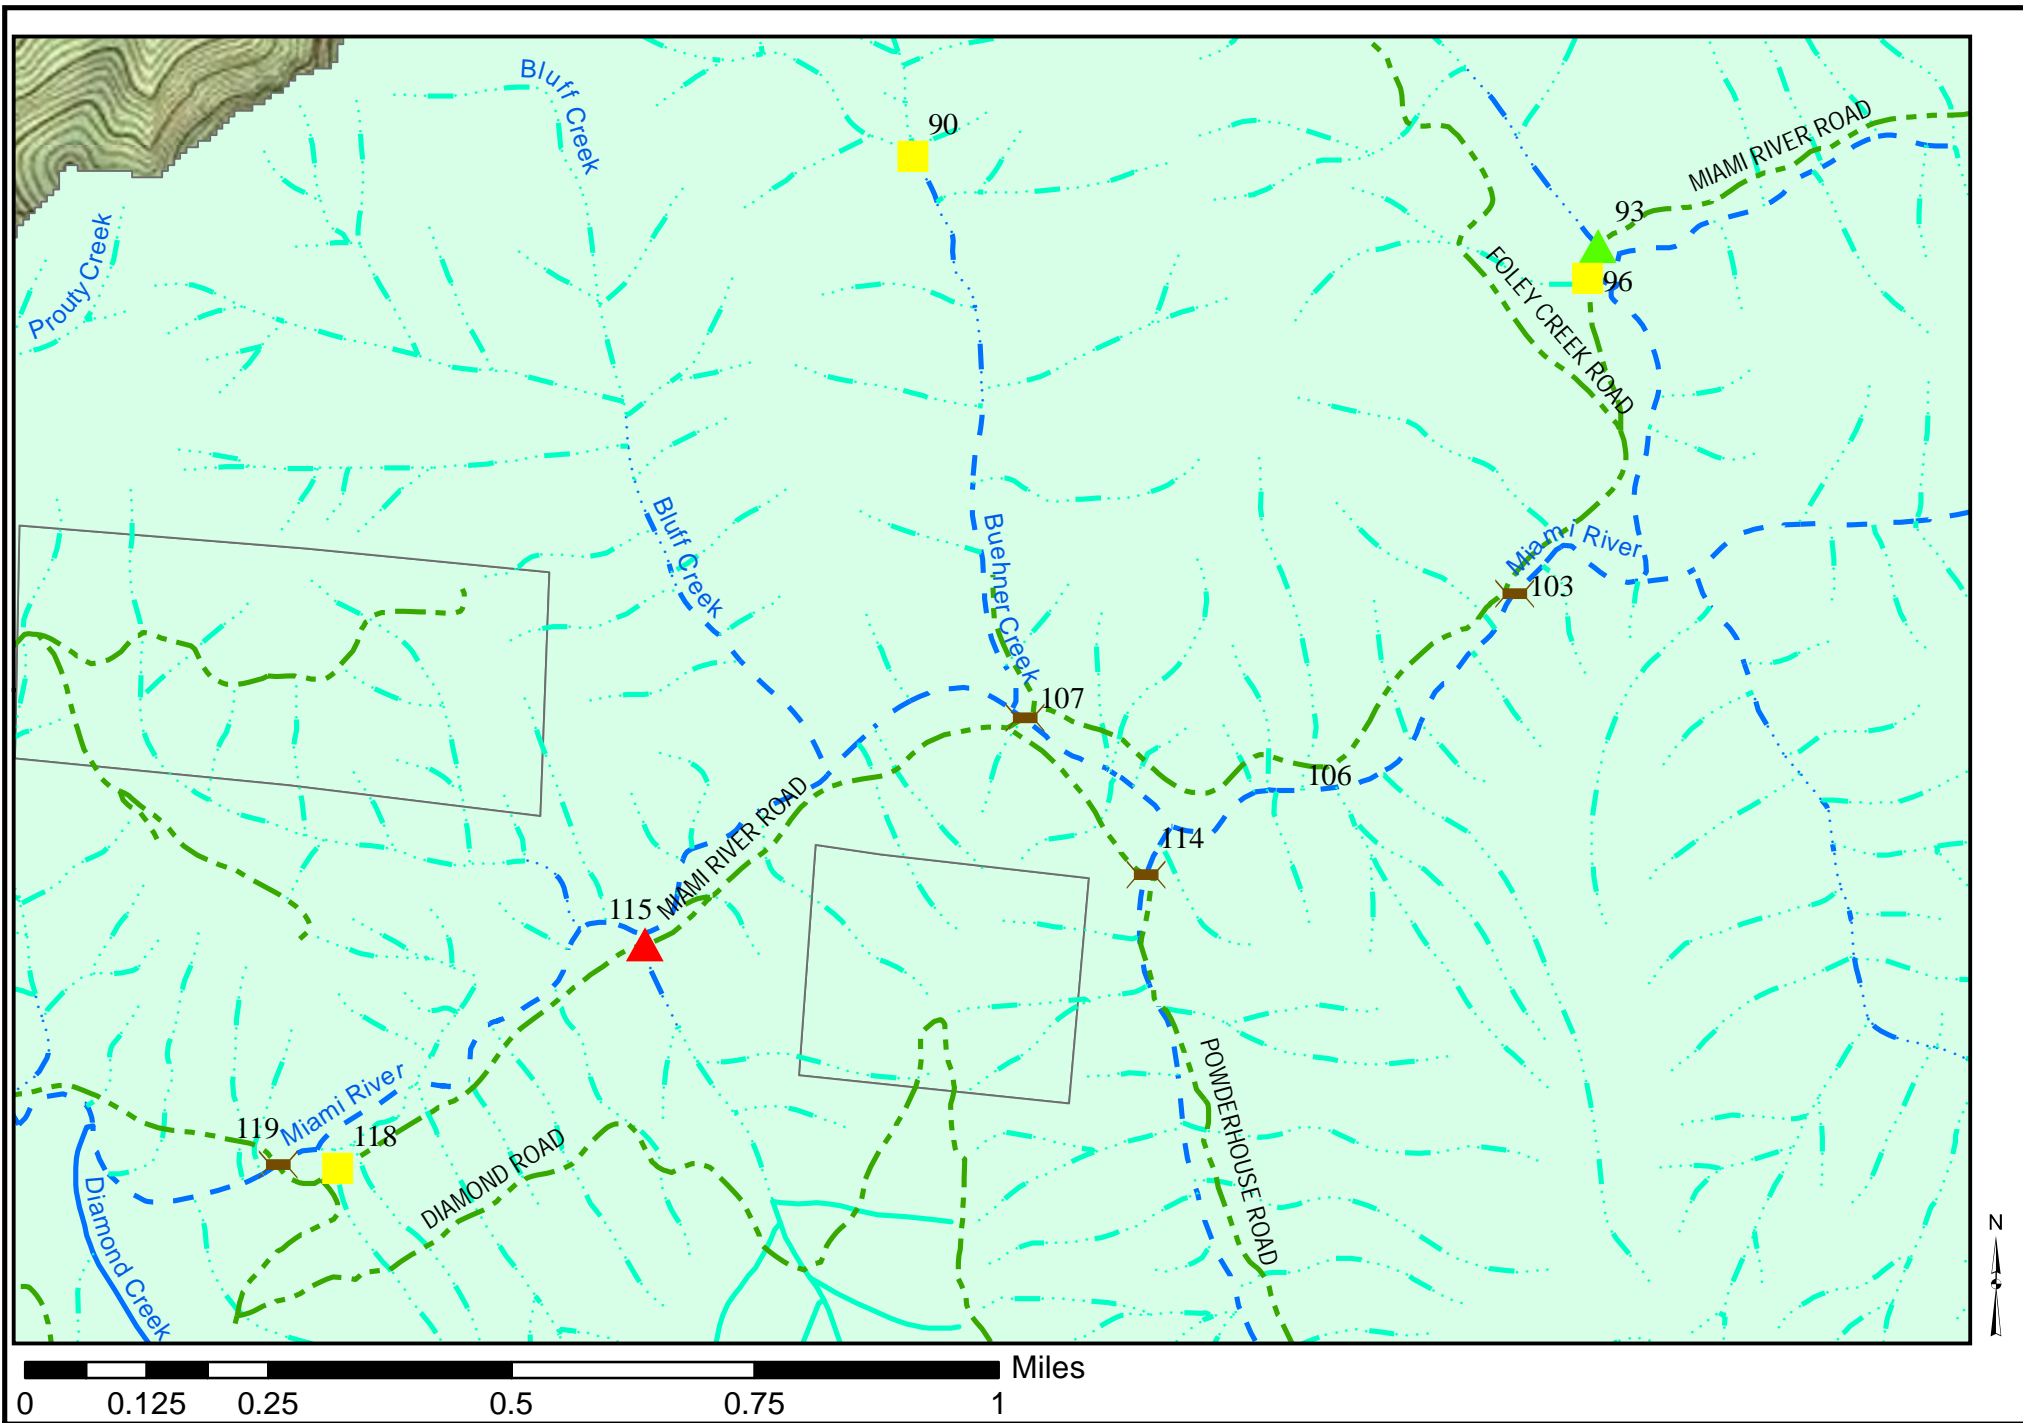 Bluff Creek
90
MIAMI RIVER ROAD
93
Prouty Creek
FOLEY CREEK ROAD
96
Bluff Creek
Buehner Creek
Miami River
103
107
106
114
MIAMI RIVER ROAD
115
POWDERHOUSE ROAD
Miami River
119
118
DIAMOND ROAD
Diamond Creek
N
Miles
0 0.125 0.25 0.5 0.75 1